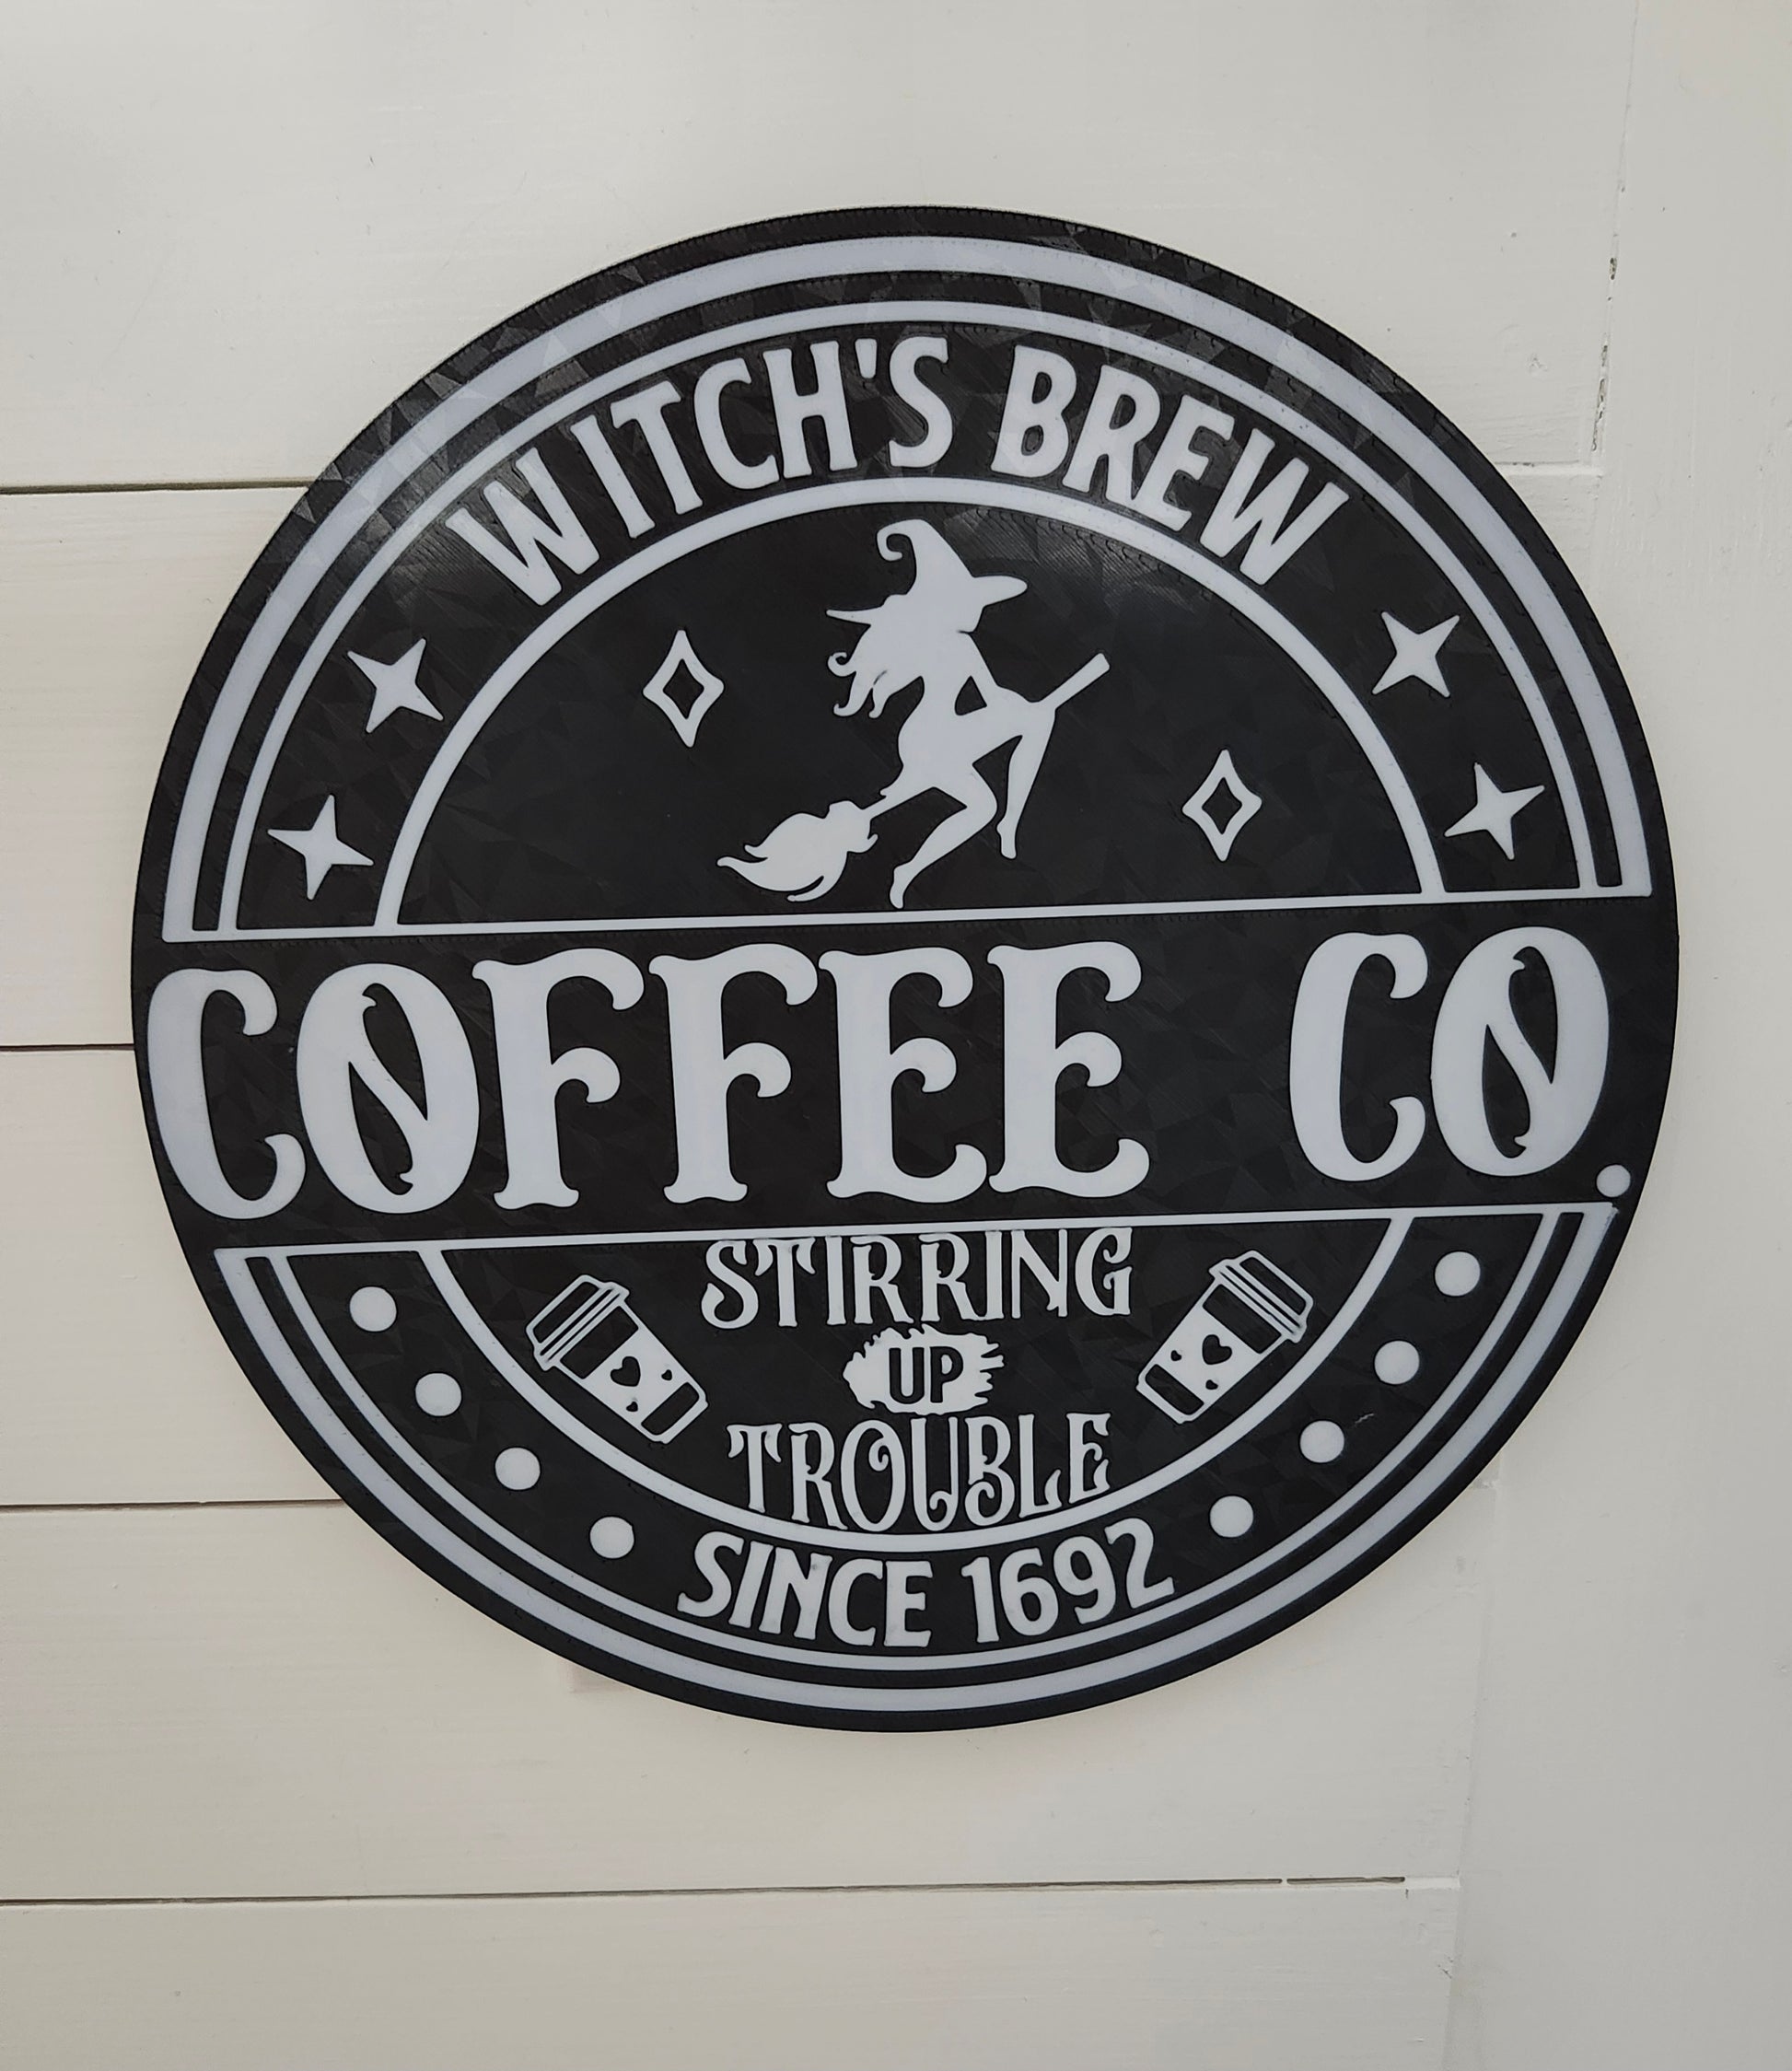 WITCH'S BREW
COFFEE CO.
STIRRING
UP
TROUBLE
SINCE 1692